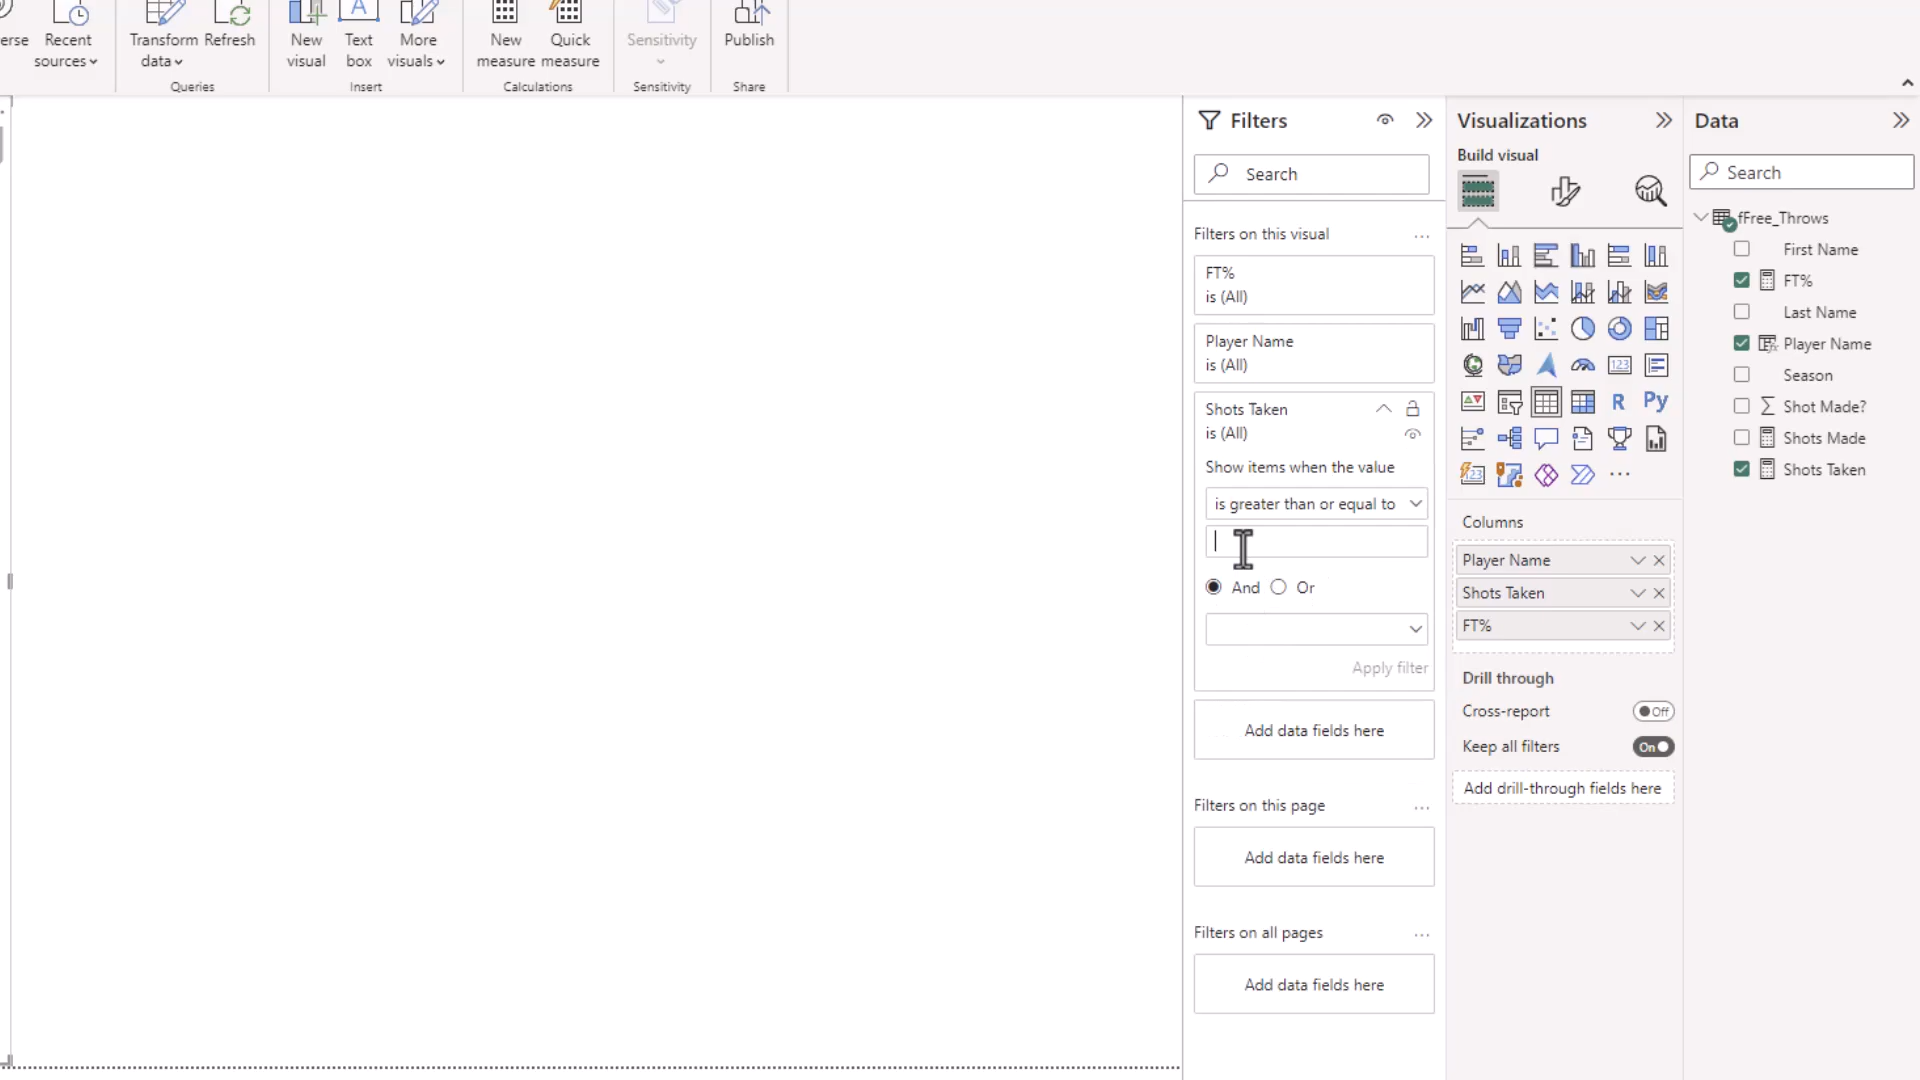 erse
Recent
sources
Transform
data
Refresh
Queries
New
visual
Text
box
More
visuals
Insert
New
measure
Quick
measure
Calculations
Sensitivity
Sensitivity
Publish
Share
Filters
Search
Filters on this visual
...
FT%
is (All)
Player Name
is (All)
Shots Taken
is (All)
Show items when the value
is greater than or equal to
And
Or
Apply filter
Add data fields here
Filters on this page
...
Add data fields here
Filters on all pages
...
Add data fields here
Visualizations
Build visual
123
R
Py
123
...
Columns
Player Name
Shots Taken
FT%
Drill through
Cross-report
Off
Keep all filters
On
Add drill-through fields here
Data
Search
fFree_Throws
First Name
FT%
Last Name
Player Name
Season
Shot Made?
Shots Made
Shots Taken